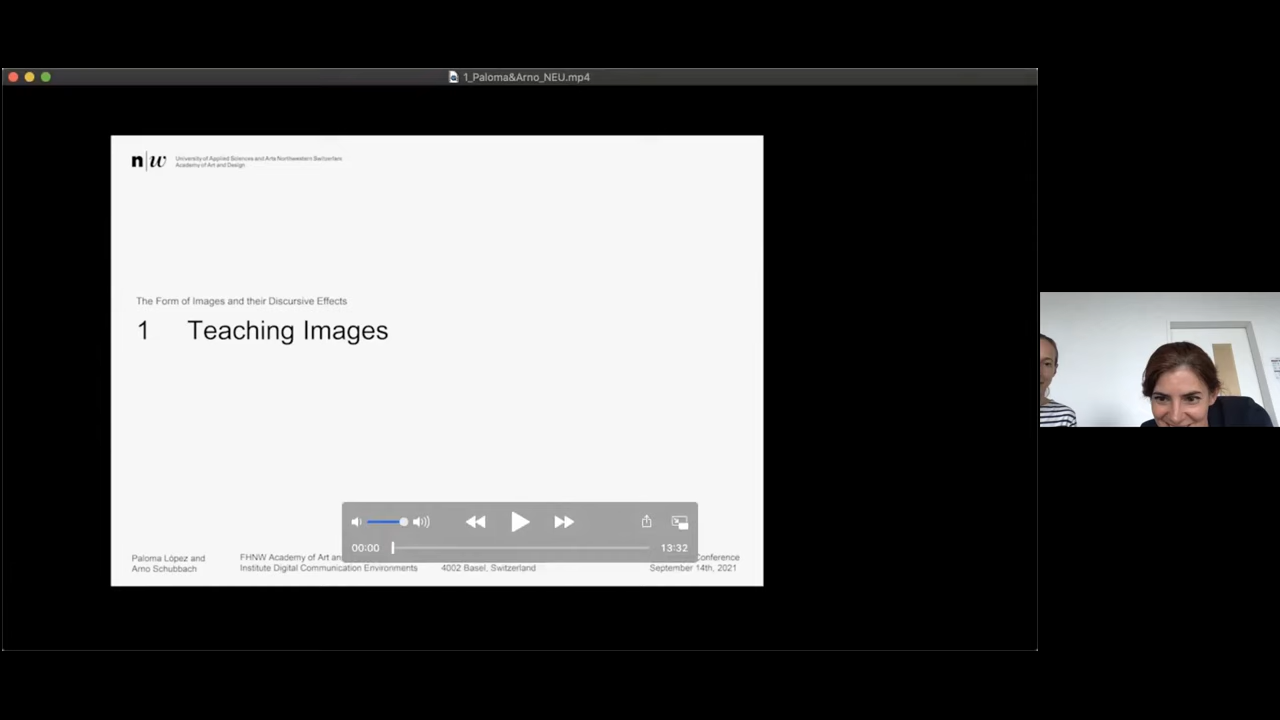 1_Paloma&Arno_NEU.mp4
n|w
University of Applied Sciences and Arts Northwestern Switzerland
Academy of Art and Design
The Form of Images and their Discursive Effects
1 Teaching Images
00:00
13:32
Paloma López and
Arno Schubbach
FHNW Academy of Art an
Institute Digital Communication Environments
4002 Basel, Switzerland
Conference
September 14th, 2021